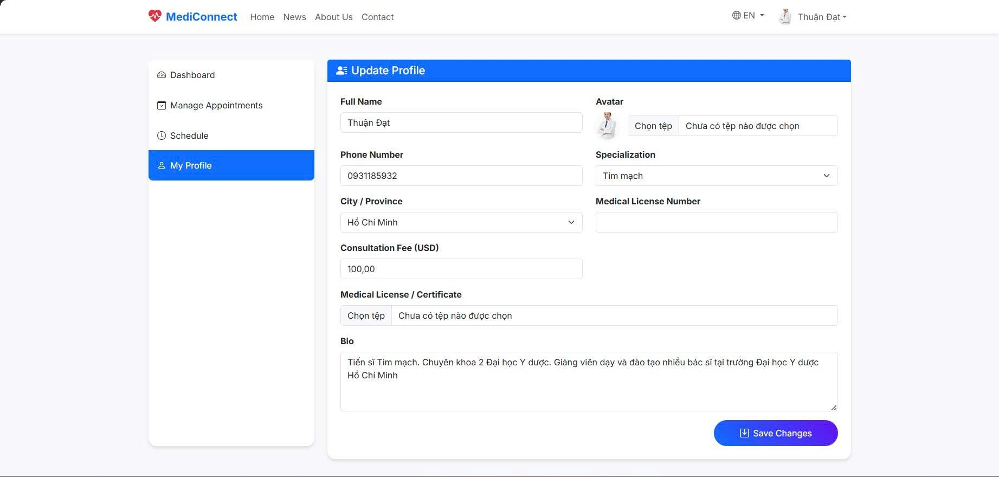 MediConnect Home News About Us Contact EN Thuận Đạt
Dashboard
Manage Appointments
Schedule
My Profile
Update Profile
Full Name
Thuận Đạt
Avatar
Chọn tệp Chưa có tệp nào được chọn
Phone Number
0931185932
Specialization
Tim mạch
City / Province
Hồ Chí Minh
Medical License Number
Consultation Fee (USD)
100,00
Medical License / Certificate
Chọn tệp Chưa có tệp nào được chọn
Bio
Tiến sĩ Tim mạch. Chuyên khoa 2 Đại học Y dược. Giảng viên dạy và đào tạo nhiều bác sĩ tại trường Đại học Y dược
Hồ Chí Minh
Save Changes